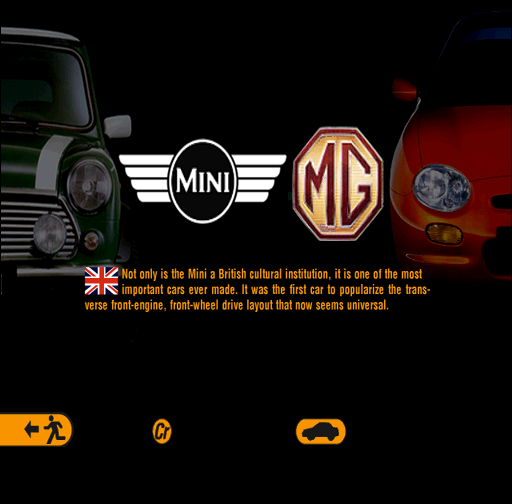 MINI
MG
Not only is the Mini a British cultural institution, it is one of the most
important cars ever made. It was the first car to popularize the trans-
verse front-engine, front-wheel drive layout that now seems universal.
Cr